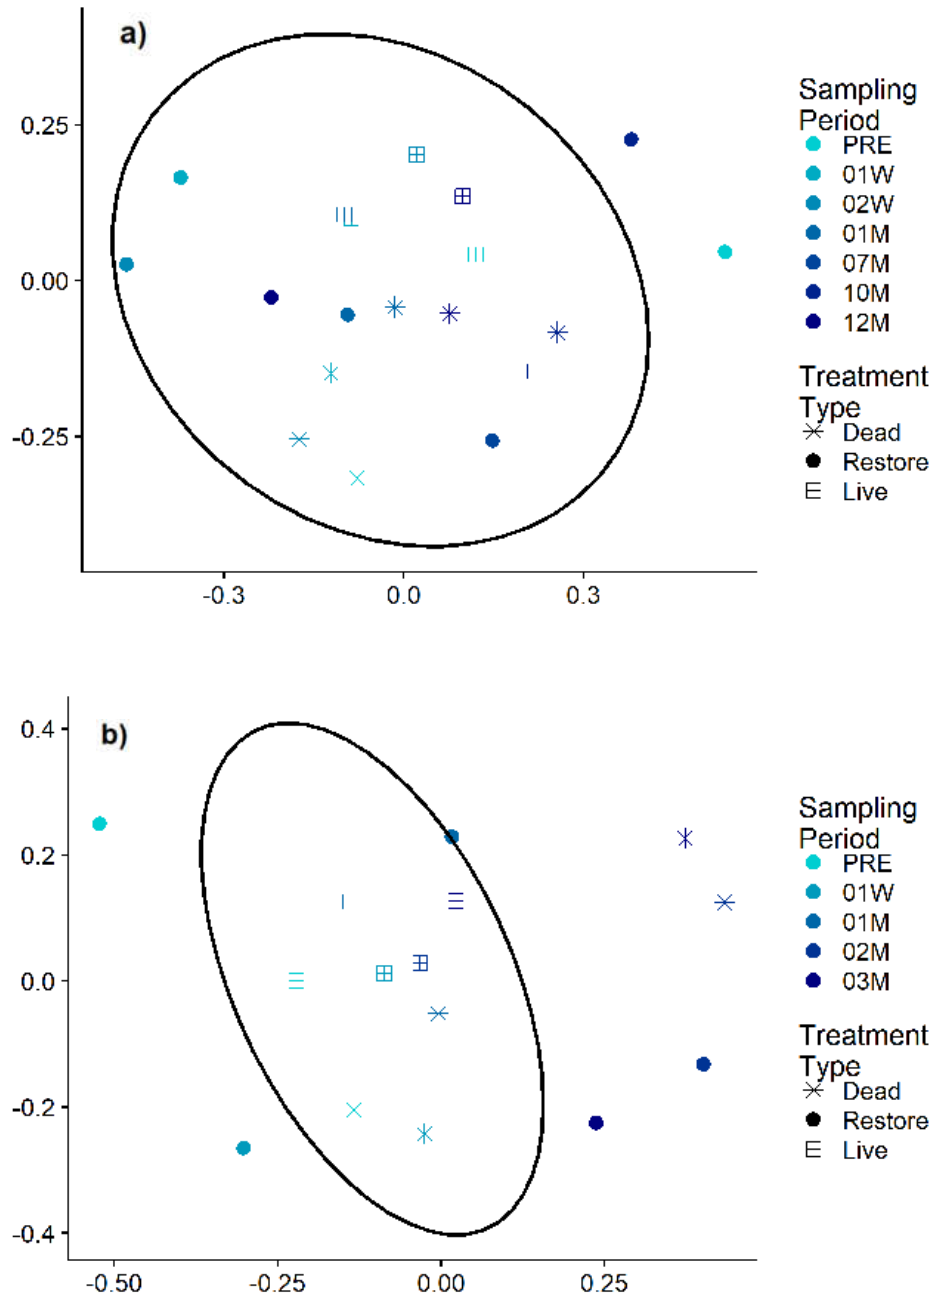 a)
0.25
0.00
-0.25
-0.3
0.0
0.3
Sampling
Period
PRE
01W
02W
01M
07M
10M
12M
Treatment
Type
Dead
Restore
Live
b)
0.4
0.2
0.0
-0.2
-0.4
-0.50
-0.25
0.00
0.25
Sampling
Period
PRE
01W
01M
02M
03M
Treatment
Type
Dead
Restore
Live